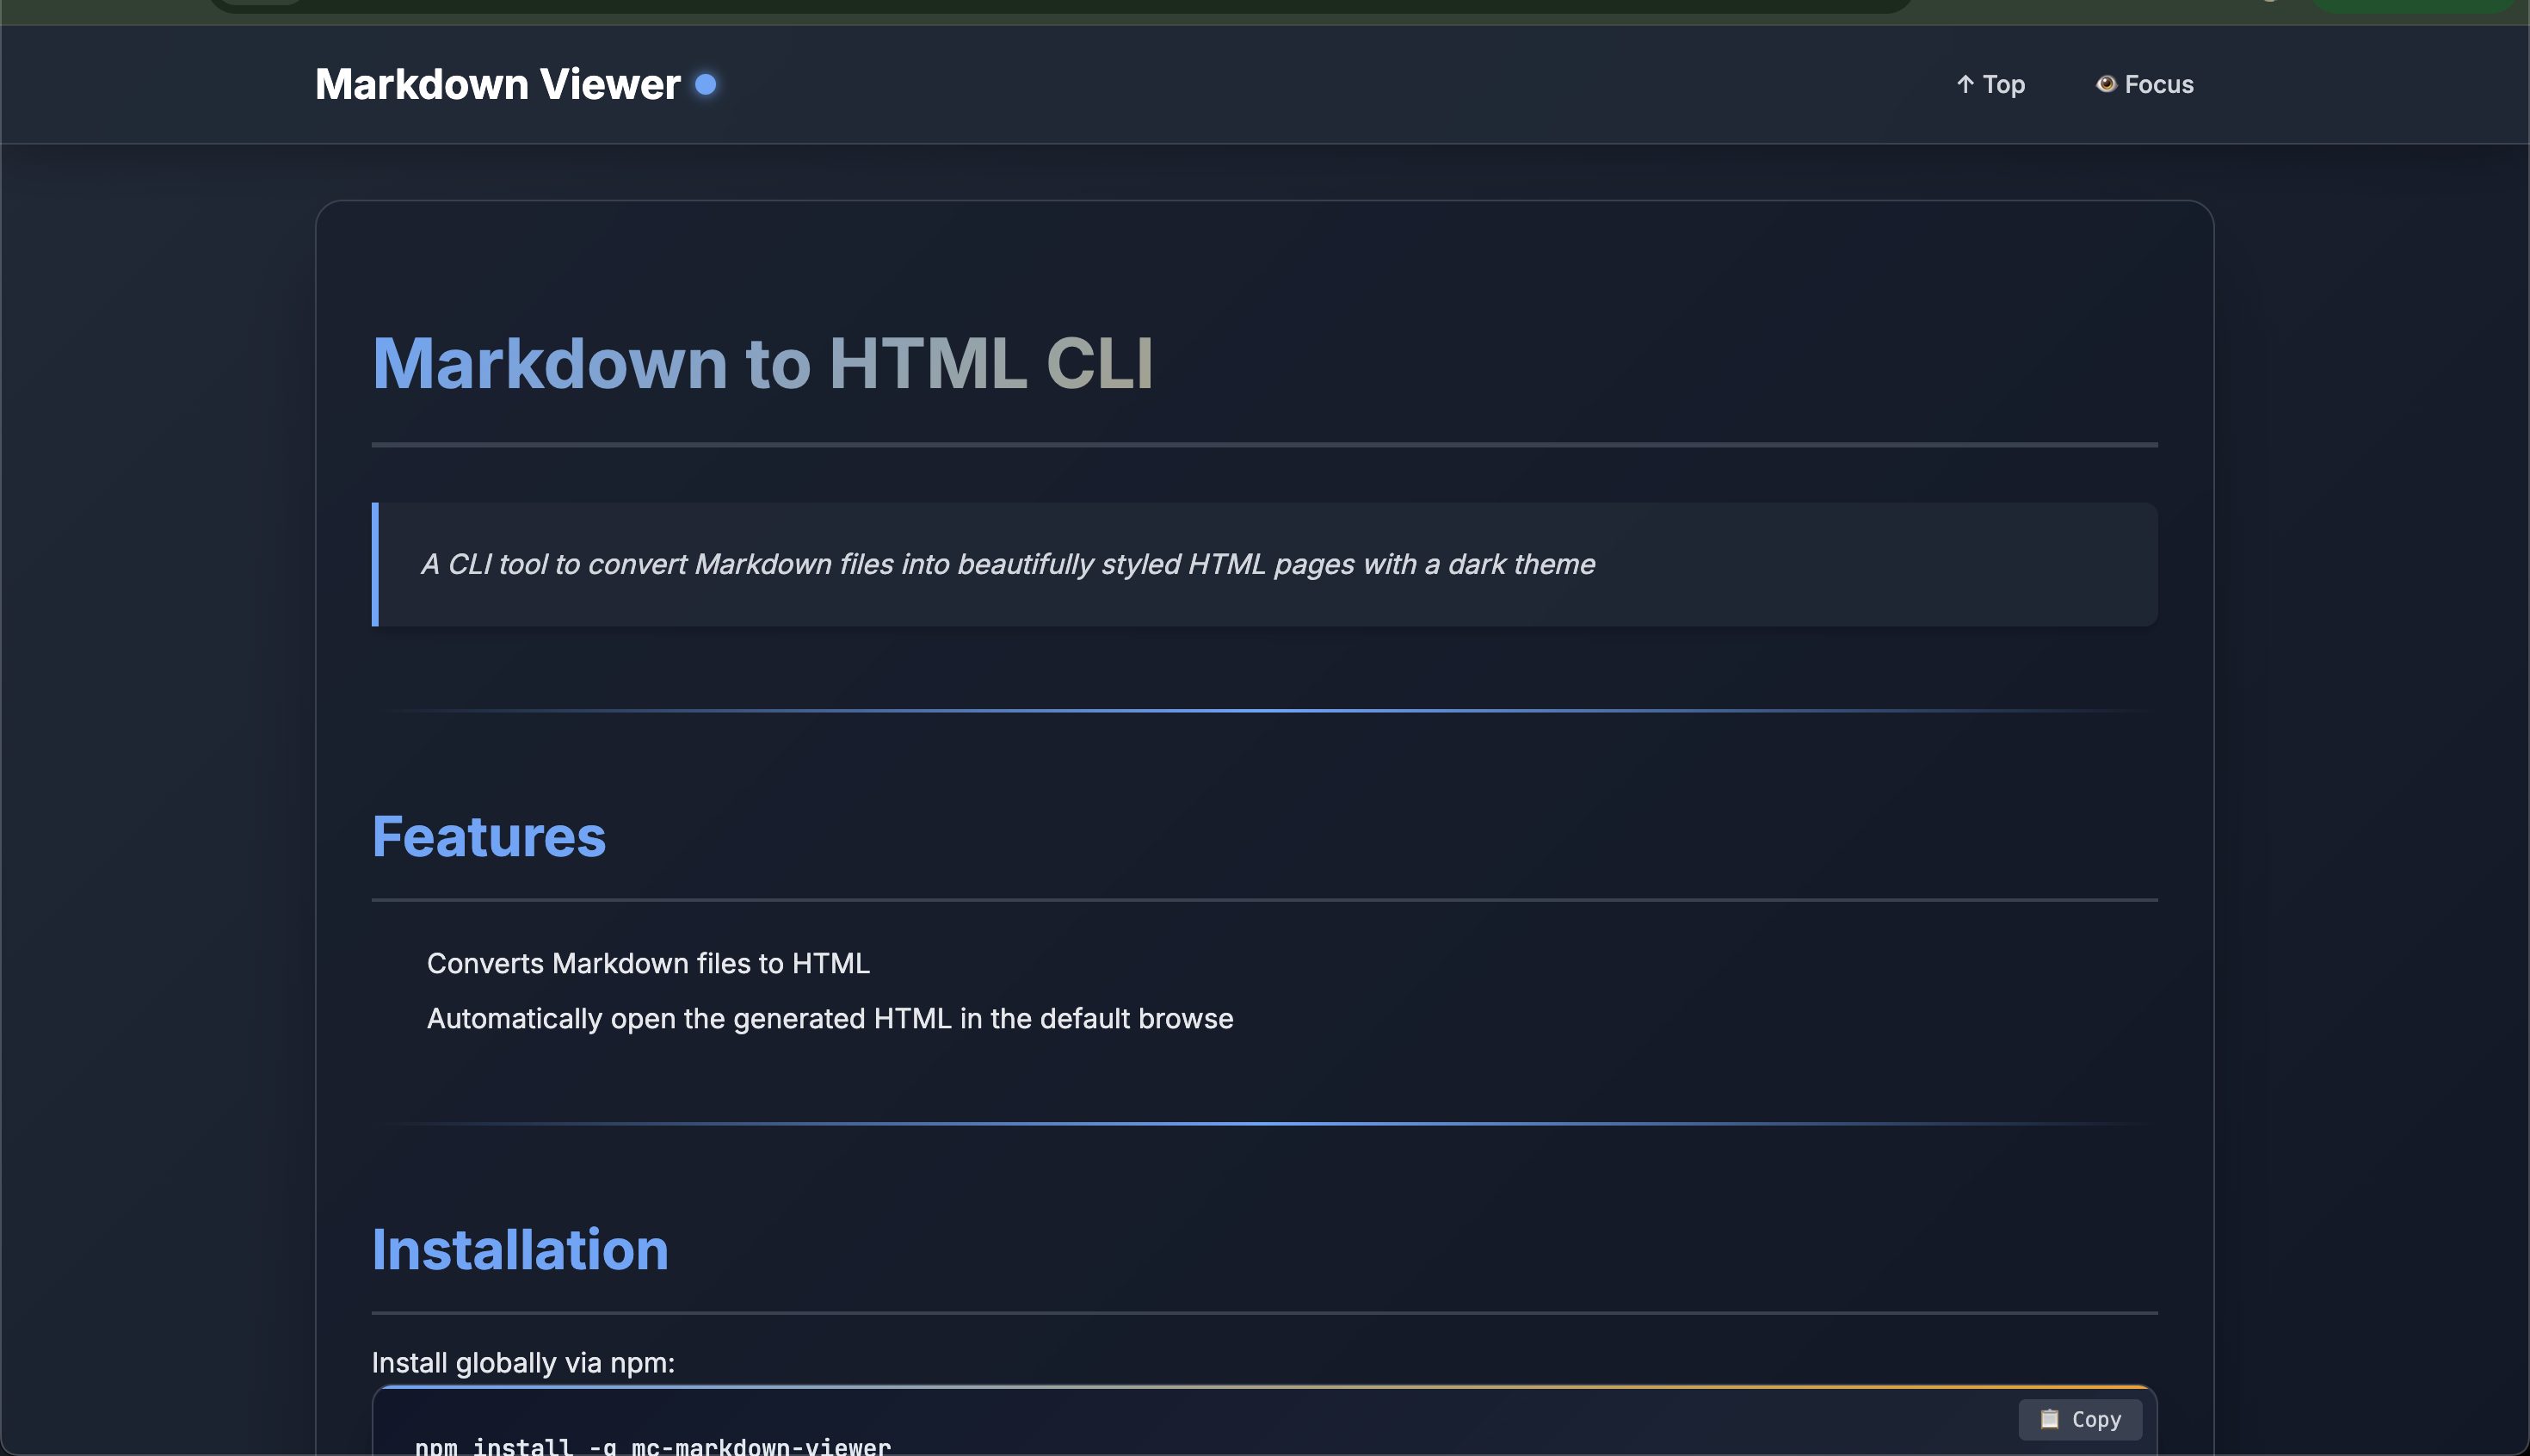 Markdown Viewer
↑ Top
Focus
Markdown to HTML CLI
A CLI tool to convert Markdown files into beautifully styled HTML pages with a dark theme
Features
Converts Markdown files to HTML
Automatically open the generated HTML in the default browse
Installation
Install globally via npm:
Copy
npm install -g mc-markdown-viewer